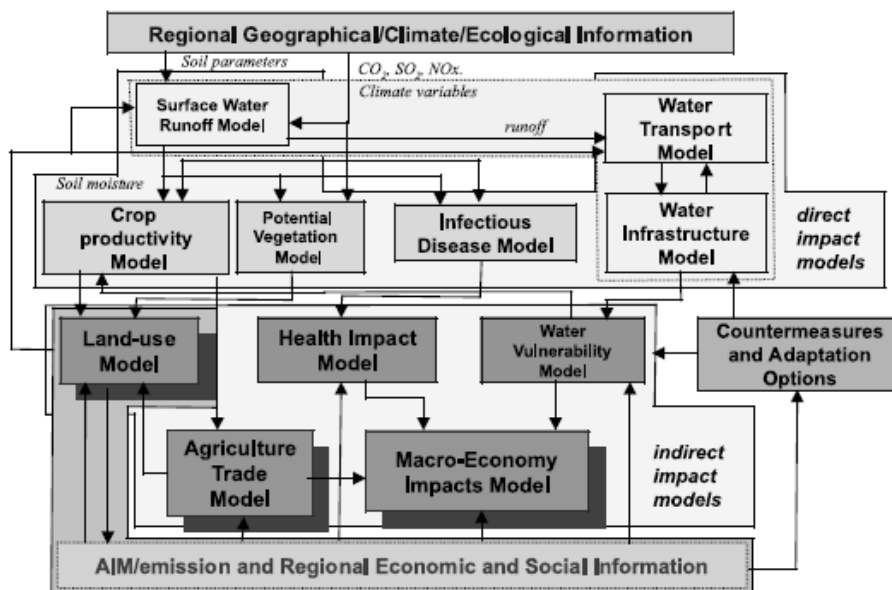 Regional Geographical/Climate/Ecological Information
Soil parameters
CO2, SO2, NOx.
Climate variables
Surface Water
Runoff Model
runoff
Water
Transport
Model
Soil moisture
Crop
productivity
Model
Potential
Vegetation
Model
Infectious
Disease Model
Water
Infrastructure
Model
direct
impact
models
Land-use
Model
Health Impact
Model
Water
Vulnerability
Model
Countermeasures
and Adaptation
Options
Agriculture
Trade
Model
Macro-Economy
Impacts Model
indirect
impact
models
AIM/emission and Regional Economic and Social Information